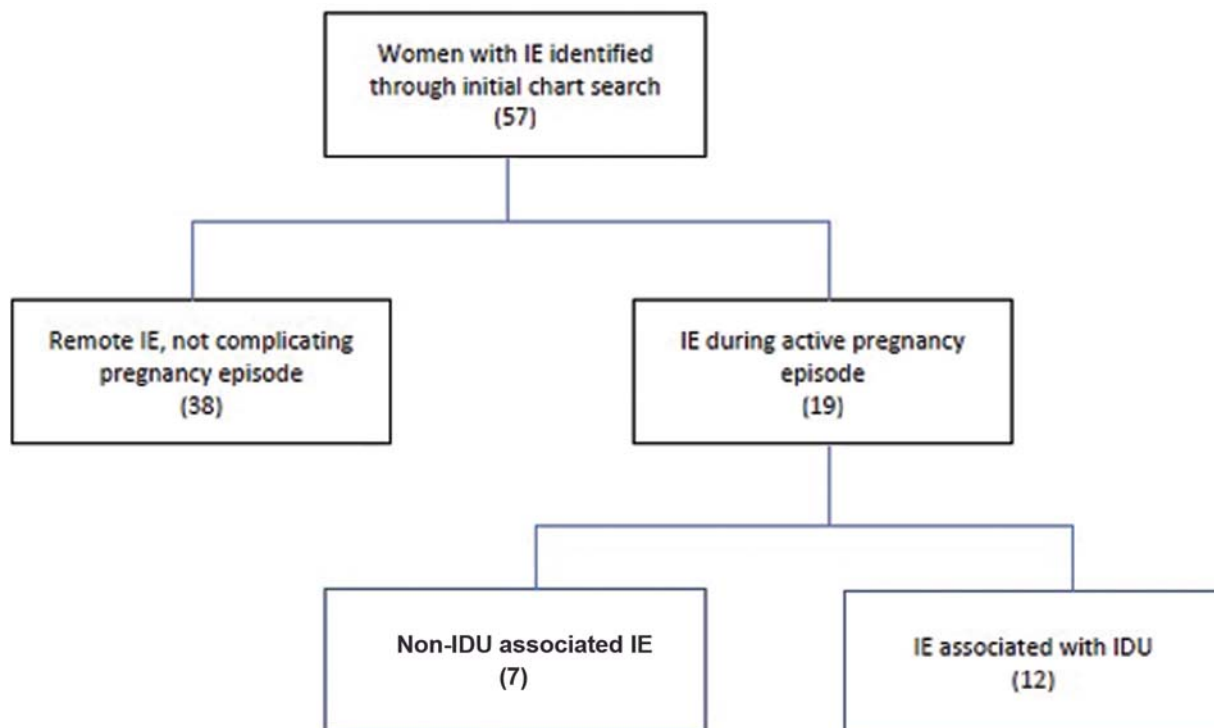 Women with IE identified
through initial chart search
(57)
Remote IE, not complicating
pregnancy episode
(38)
IE during active pregnancy
episode
(19)
Non-IDU associated IE
(7)
IE associated with IDU
(12)